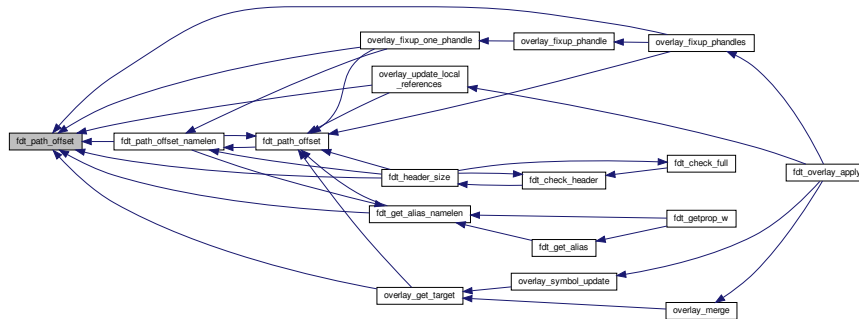 overlay_fixup_one_phandle
overlay_fixup_phandle
overlay_fixup_phandles
overlay_update_local
_references
fdt_path_offset
fdt_path_offset_namelen
fdt_path_offset
fdt_check_full
fdt_header_size
fdt_check_header
fdt_overlay_apply
fdt_get_alias_namelen
fdt_getprop_w
fdt_get_alias
overlay_symbol_update
overlay_get_target
overlay_merge